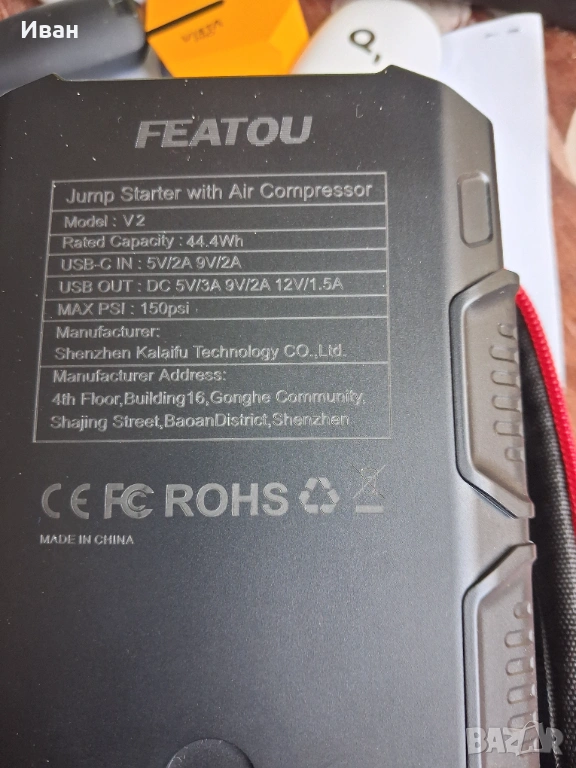 Иван
Q,
FEATOU
Jump Starter with Air Compressor
Model : V2
Rated Capacity : 44.4Wh
USB-C IN : 5V/2A 9V/2A
USB OUT : DC 5V/3A 9V/2A 12V/1.5A
MAX PSI : 150psi
Manufacturer:
Shenzhen Kalaifu Technology CO.,Ltd.
Manufacturer Address:
4th Floor,Building16,Gonghe Community,
Shajing Street,BaoanDistrict,Shenzhen
CE FC ROHS
MADE IN CHINA
BAZAR